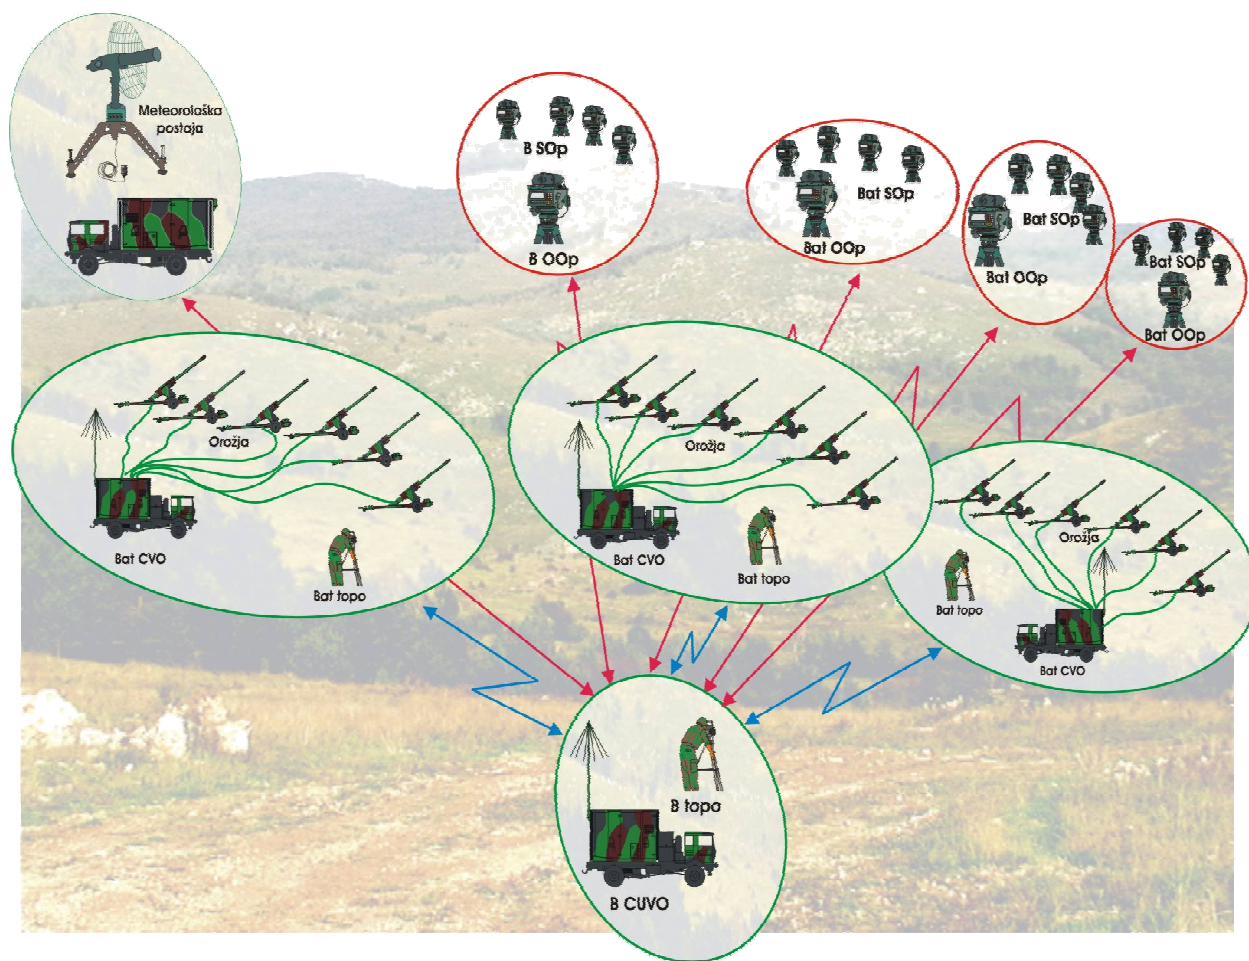 Meteorološka
postaja
B SOp
B OOp
Bat SOp
Bat OOp
Bat SOp
Bat OOp
Bat SOp
Bat OOp
Orožja
Bat CVO
Bat topo
Orožja
Bat CVO
Bat topo
Orožja
Bat topo
Bat CVO
B topo
B CUVO